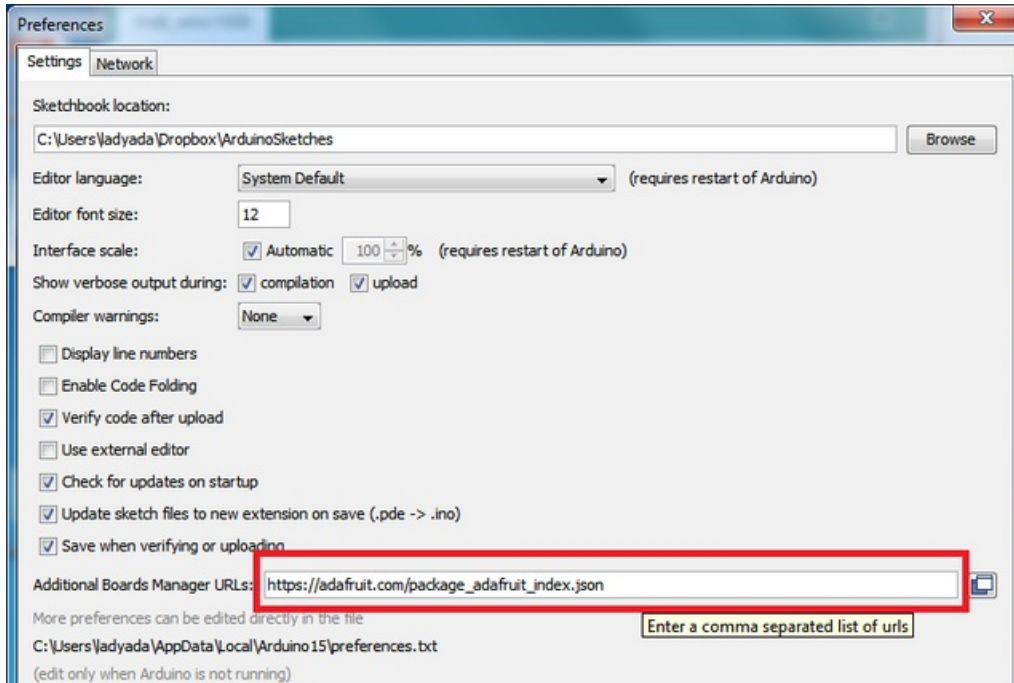 Preferences
Settings Network
Sketchbook location:
C:\Users\ladyada\Dropbox\ArduinoSketches Browse
Editor language: System Default (requires restart of Arduino)
Editor font size: 12
Interface scale: Automatic 100 % (requires restart of Arduino)
Show verbose output during: compilation upload
Compiler warnings: None
Display line numbers
Enable Code Folding
Verify code after upload
Use external editor
Check for updates on startup
Update sketch files to new extension on save (.pde -> .ino)
Save when verifying or uploading
Additional Boards Manager URLs: https://adafruit.com/package_adafruit_index.json
More preferences can be edited directly in the file
Enter a comma separated list of urls
C:\Users\ladyada\AppData\Local\Arduino15\preferences.txt
(edit only when Arduino is not running)